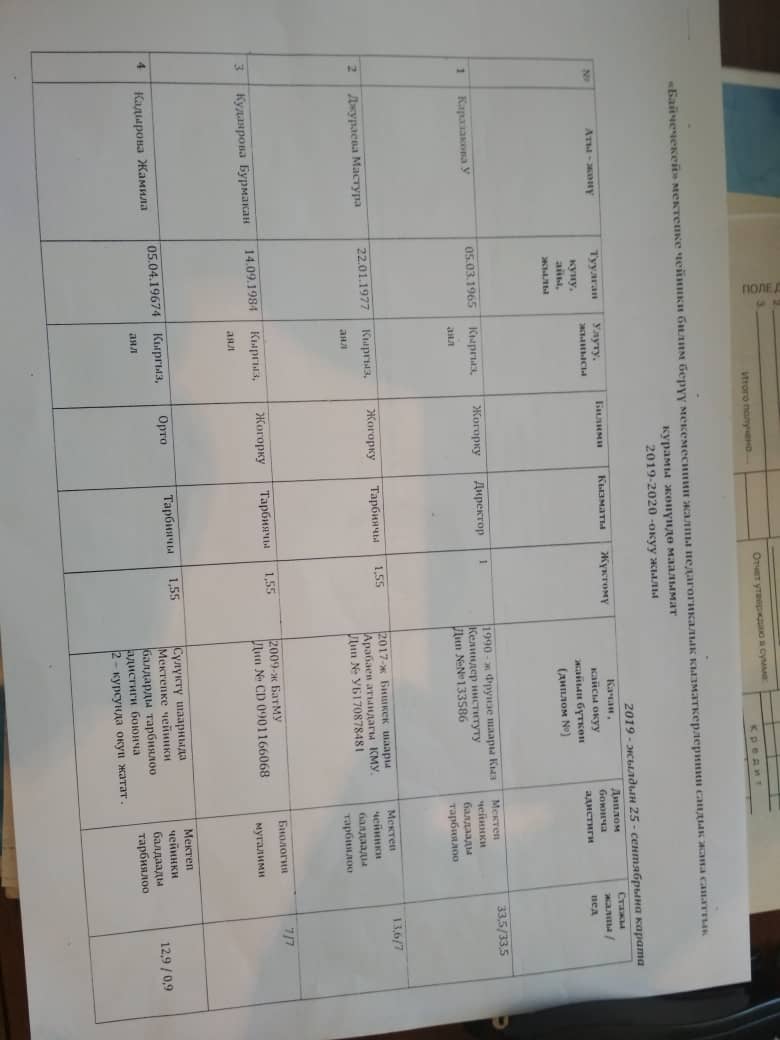 «Байчечекей» мектепке чейинки билим берүү мекемесинин жалпы педагогикалык кызматкерлеринин сандык жана сапаттык
курамы жөнүндө маалымат
2019-2020 -окуу жылы
2019 - жылдын 25 - сентябрына карата
№
Аты - жөнү
Туулган
күнү,
айы,
жылы
Улуту,
жынысы
Билими
Кызматы
Жүктөмү
Качан ,
кайсы окуу
жайын бүткөн
(диплом №)
Диплом
боюнча
адистиги
Стажы
жалпы /
пед
1
Караззакова У
05.03.1965
Кыргыз,
аял
Жогорку
Директор
1
1990 - ж Фрунзе шаары Кыз
Келиндер институту
Дип №№133586
Мектеп
чейинки
балдаады
тарбиялоо
33,5/33,5
2
Джураева Мастура
22.01.1977
Кыргыз,
аял
Жогорку
Тарбиячы
1,55
2017-ж Бишкек шаары
Арабаев атындагы КМУ.
Дип № УБ170878481
Мектеп
чейинки
балдаады
тарбиялоо
13,6/7
3
Кудаярова Бурмакан
14.09.1984
Кыргыз,
аял
Жогорку
Тарбиячы
1,55
2009-ж БатМУ
Дип № CD 0901166068
Биология
мугалими
7/7
4
Кадырова Жамила
05.04.19674
Кыргыз,
аял
Орто
Тарбиячы
1,55
Сүлүктү шаарында
Мектепке чейинки
балдарды тарбиялоо
адистиги боюнча
2 – курсунда окуп жатат .
Мектеп
чейинки
балдаады
тарбиялоо
12,9 / 0,9
Итого получено
Отчет утверждаю в сумме:
Кредит